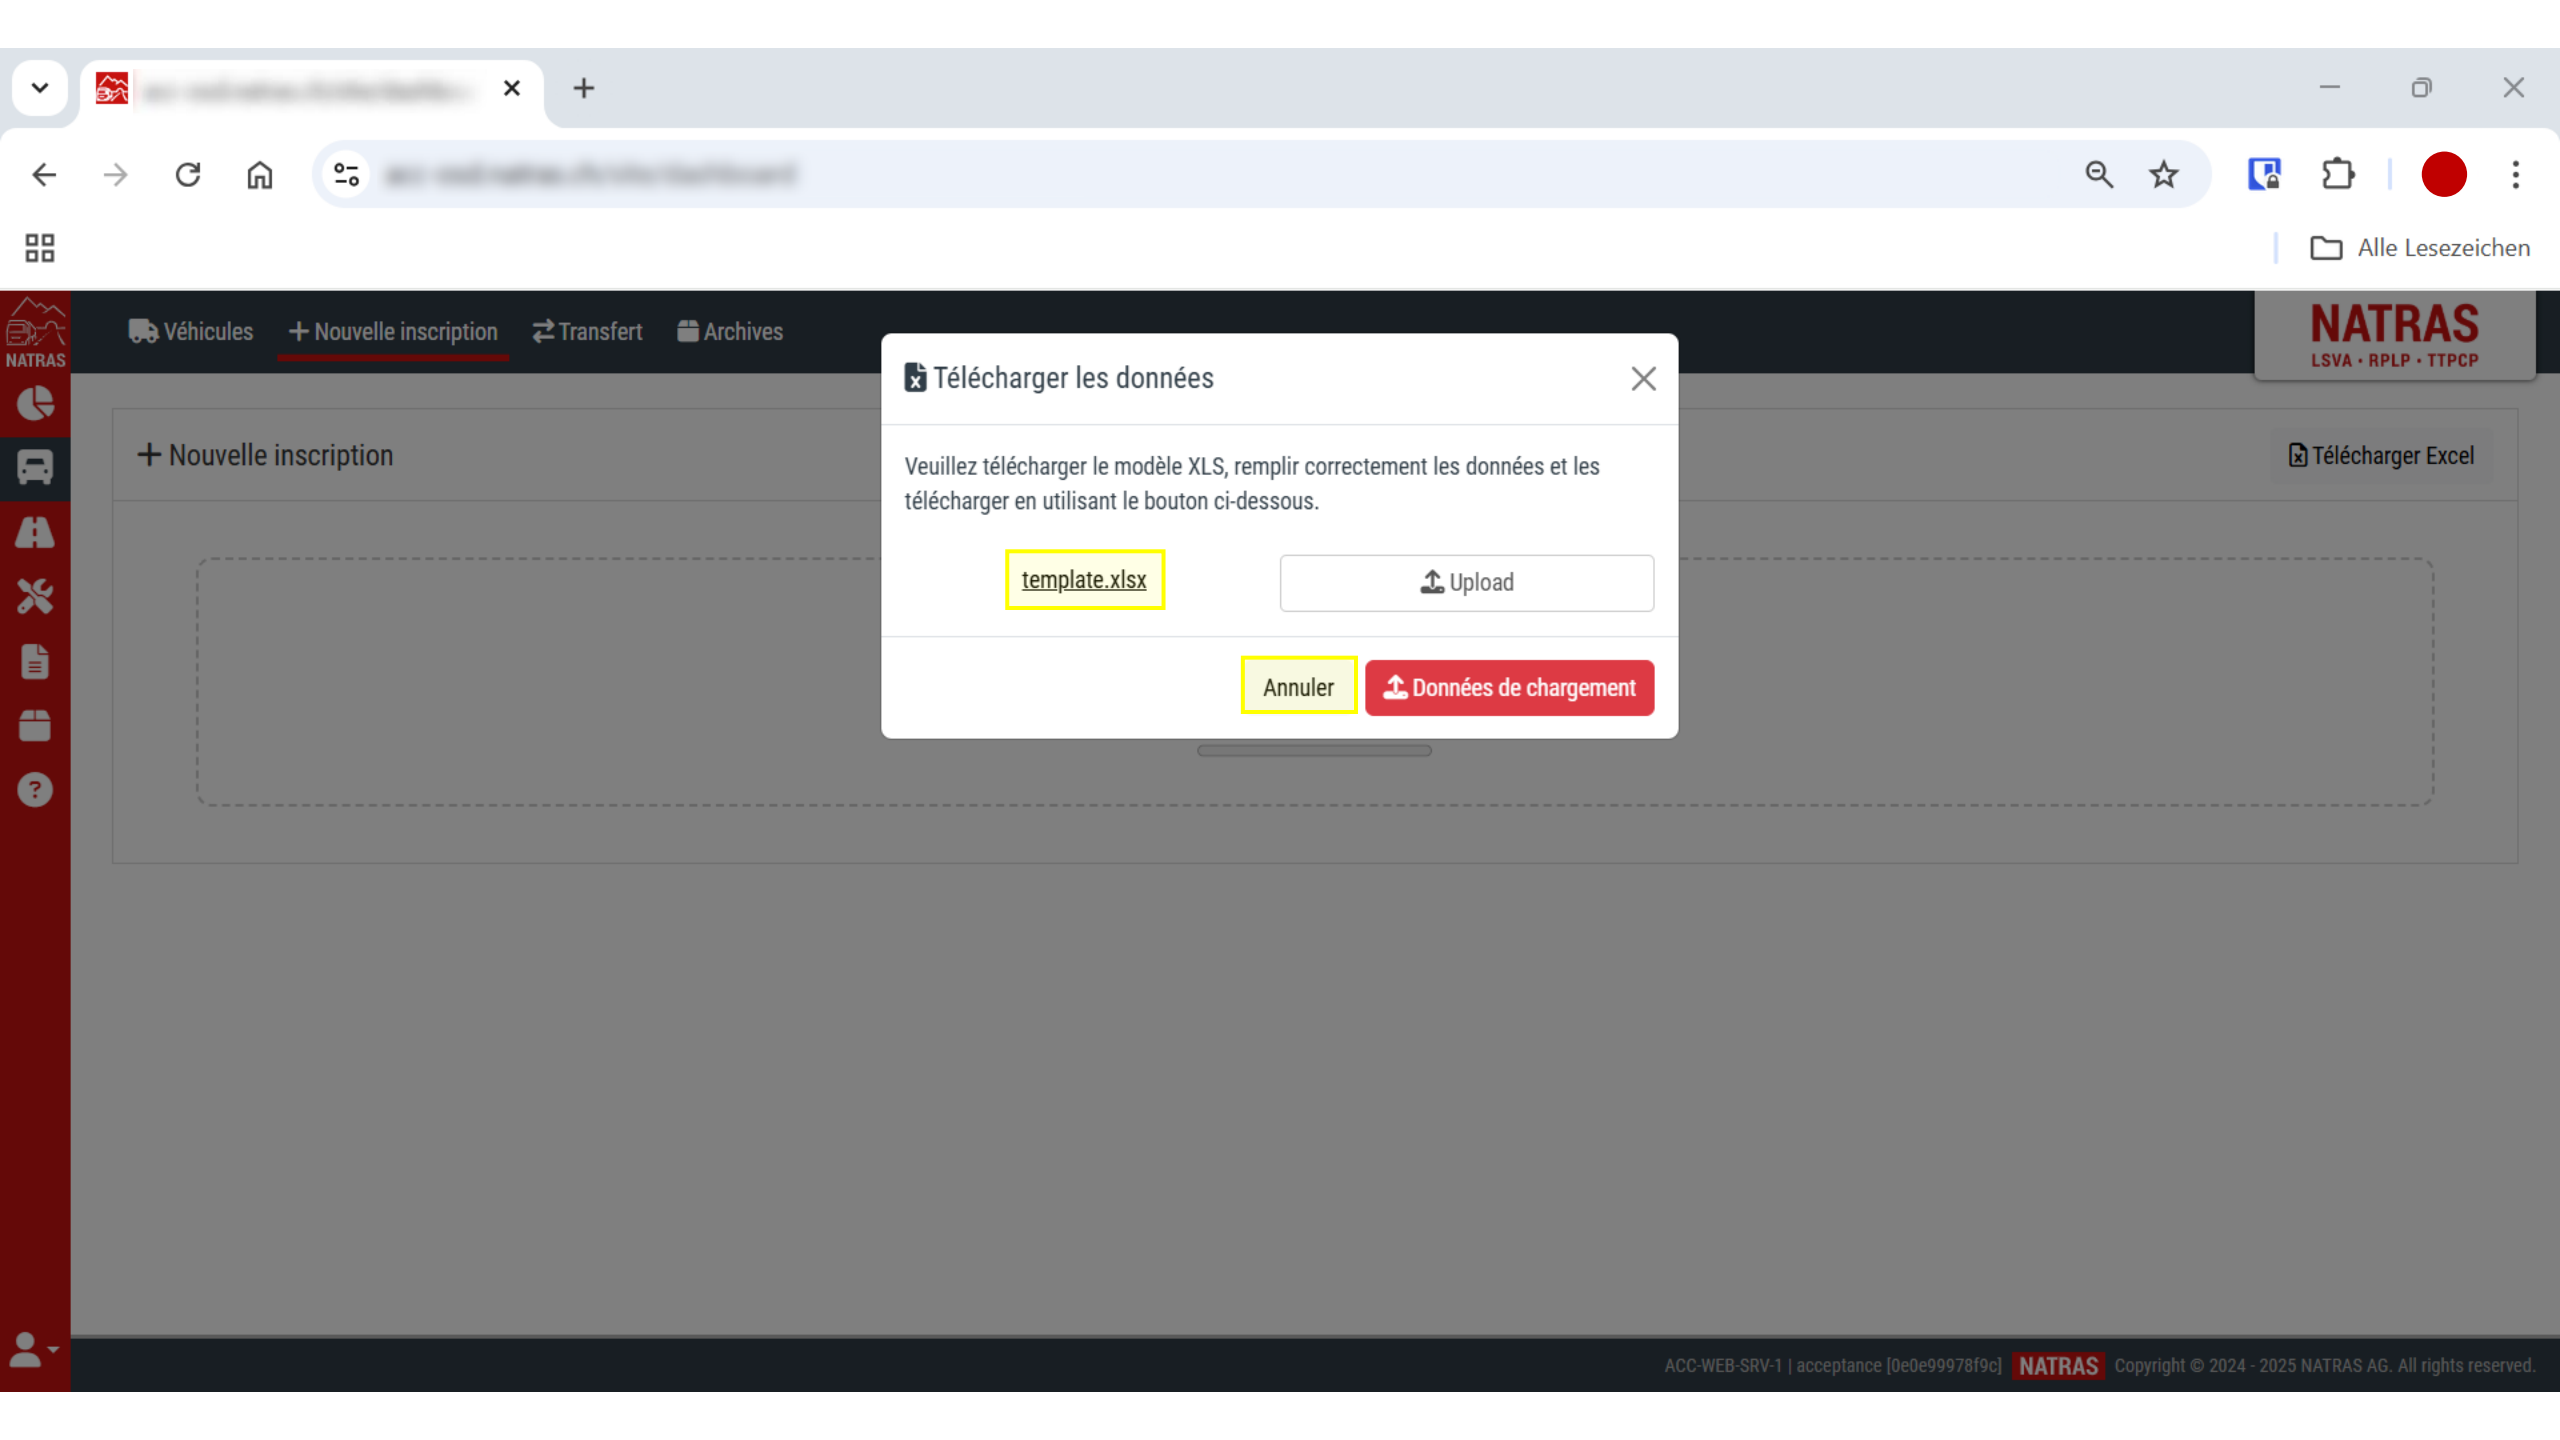 Alle Lesezeichen
NATRAS
Véhicules
Nouvelle inscription
Transfert
Archives
NATRAS
LSVA • RPLP • TTPCP
Nouvelle inscription
Télécharger Excel
Télécharger les données
Veuillez télécharger le modèle XLS, remplir correctement les données et les
télécharger en utilisant le bouton ci-dessous.
template.xlsx
Upload
Annuler
Données de chargement
ACC-WEB-SRV-1 | acceptance [0e0e99978f9c] NATRAS Copyright © 2024 - 2025 NATRAS AG. All rights reserved.